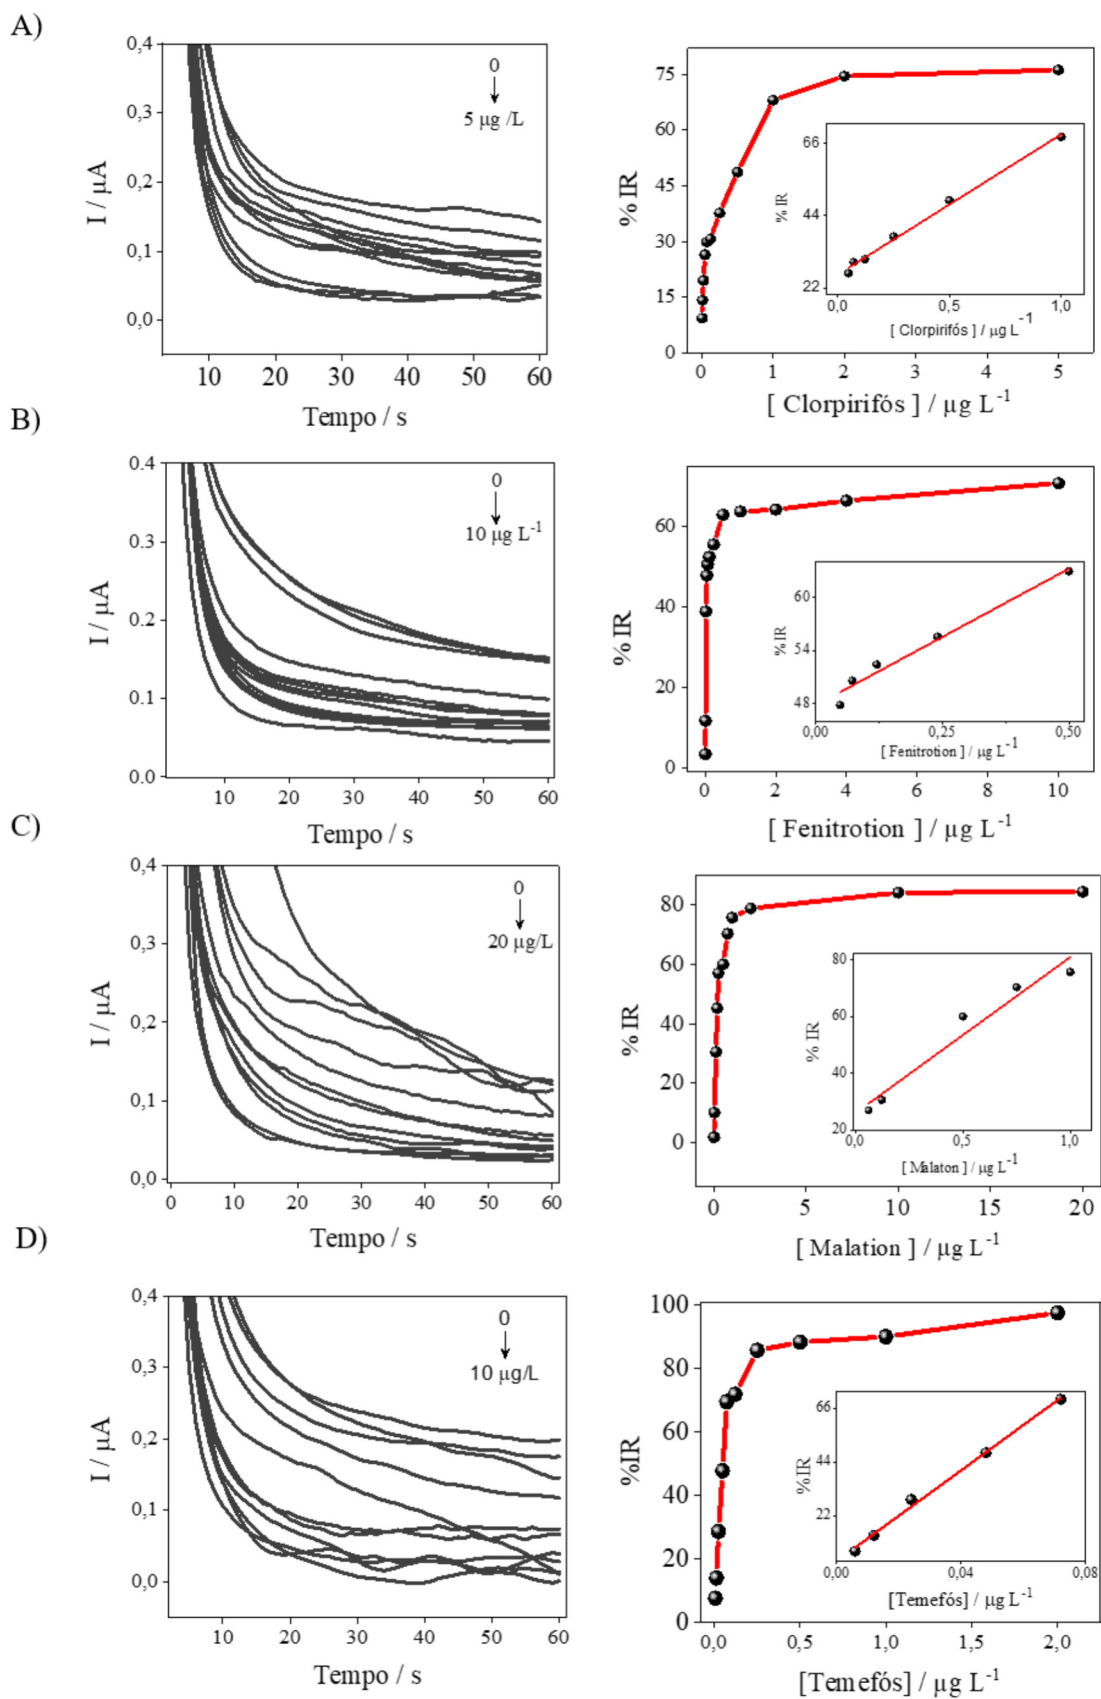 A)
0,4
0,3
0,2
0,1
0,0
I / µA
0
5 µg /L
10 20 30 40 50 60
Tempo / s
75
60
45
30
15
0
% IR
66
44
22
% IR
0,0 0,5 1,0
[ Clorpirifós ] / µg L-1
0 1 2 3 4 5
[ Clorpirifós ] / µg L-1
B)
0.4
0.3
0.2
0.1
0.0
I / µA
0
10 µg L-1
10 20 30 40 50 60
Tempo / s
60
40
20
0
% IR
60
54
48
%IR
0,00 0,25 0,50
[ Fenitrotion ] / µg L-1
0 2 4 6 8 10
[ Fenitrotion ] / µg L-1
C)
0,4
0,3
0,2
0,1
0,0
I / µA
0
20 µg/L
0 10 20 30 40 50 60
Tempo / s
80
60
40
20
0
% IR
80
60
40
20
% IR
0,0 0,5 1,0
[ Malaton ] / µg L-1
0 5 10 15 20
[ Malation ] / µg L-1
D)
0,4
0,3
0,2
0,1
0,0
I / µA
0
10 µg/L
10 20 30 40 50 60
Tempo / s
100
80
60
40
20
0
%IR
66
44
22
%IR
0,00 0,04 0,08
[Temefós] / µg L-1
0,0 0,5 1,0 1,5 2,0
[Temefós] / µg L-1